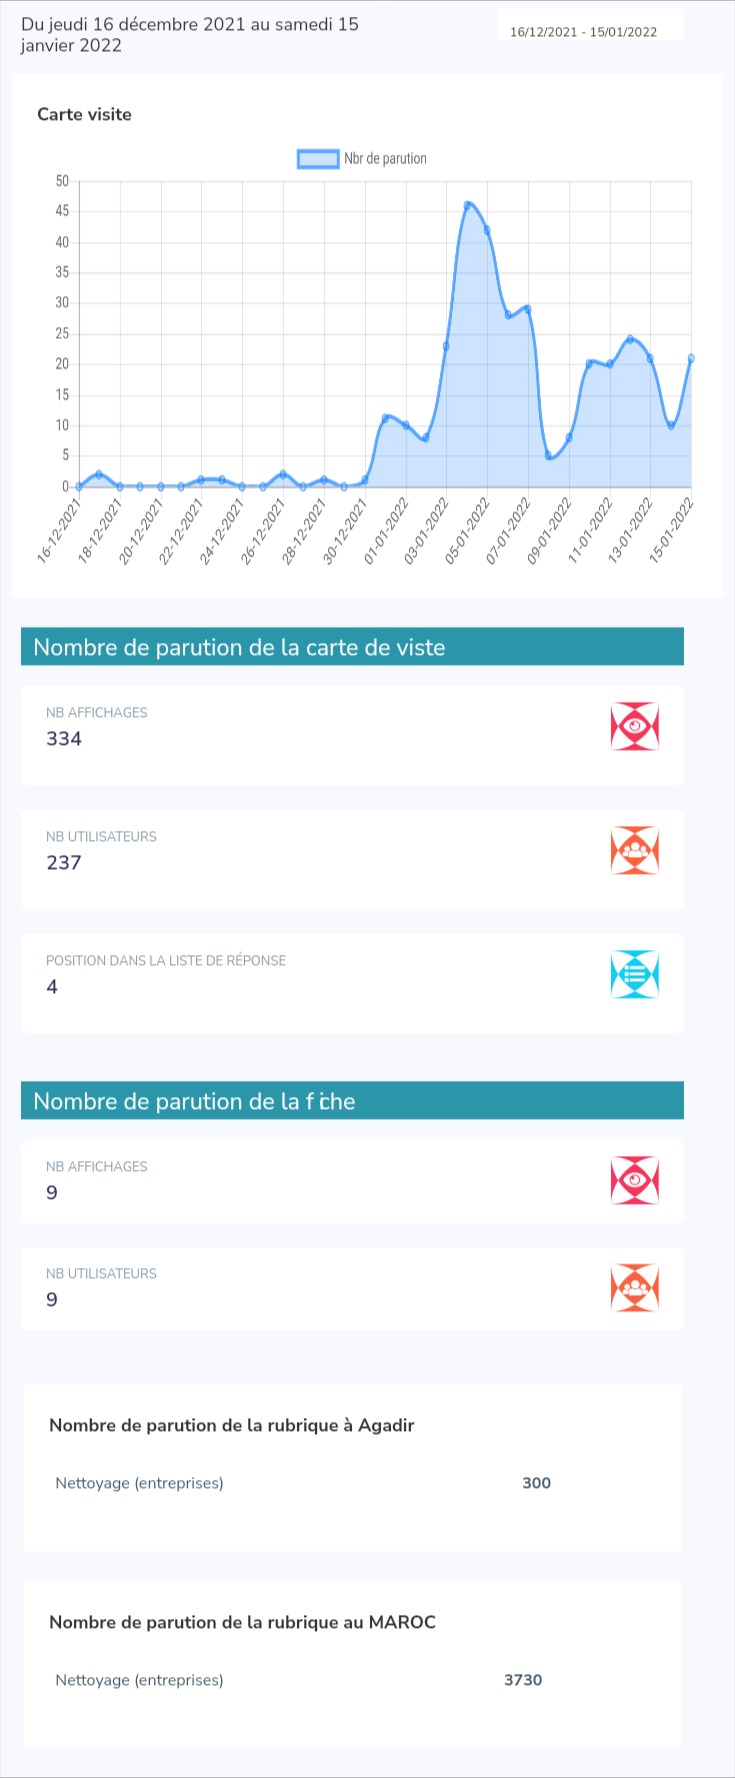 Du jeudi 16 décembre 2021 au samedi 15
janvier 2022
16/12/2021 - 15/01/2022
Carte visite
Nbr de parution
50
45
40
35
30
25
20
15
10
5
0
16-12-2021
18-12-2021
20-12-2021
22-12-2021
24-12-2021
26-12-2021
28-12-2021
30-12-2021
01-01-2022
03-01-2022
05-01-2022
07-01-2022
09-01-2022
11-01-2022
13-01-2022
15-01-2022
Nombre de parution de la carte de viste
NB AFFICHAGES
334
NB UTILISATEURS
237
POSITION DANS LA LISTE DE RÉPONSE
4
Nombre de parution de la fiche
NB AFFICHAGES
9
NB UTILISATEURS
9
Nombre de parution de la rubrique à Agadir
Nettoyage (entreprises) 300
Nombre de parution de la rubrique au MAROC
Nettoyage (entreprises) 3730